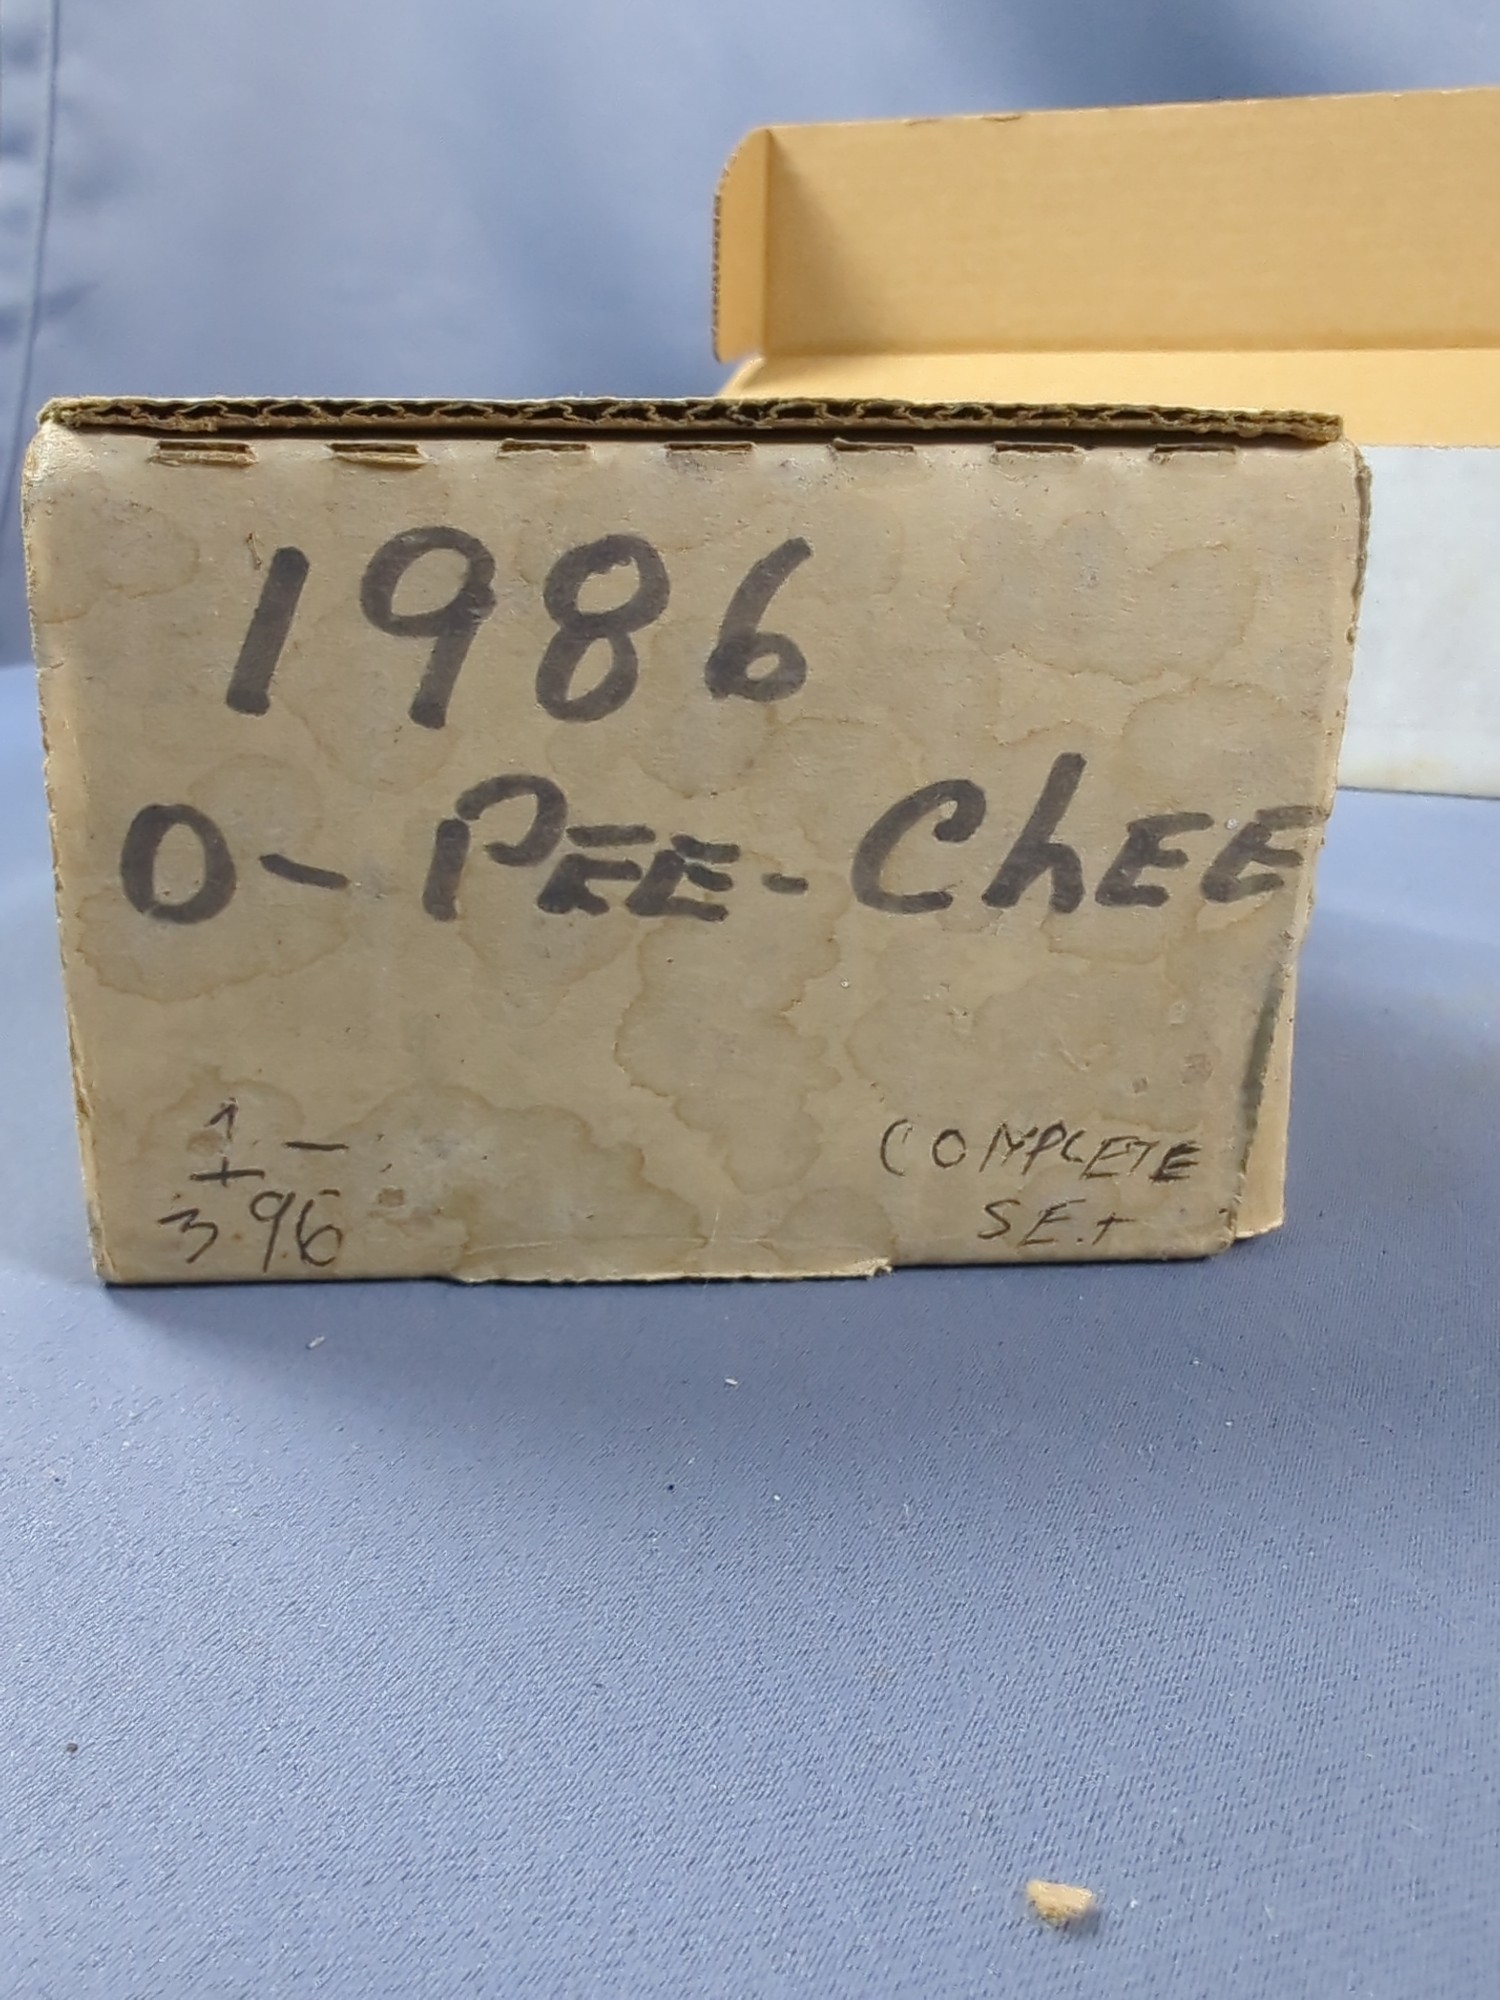 1986
O-PEE-ChEE
1 -
396
COMPLETE
SEt